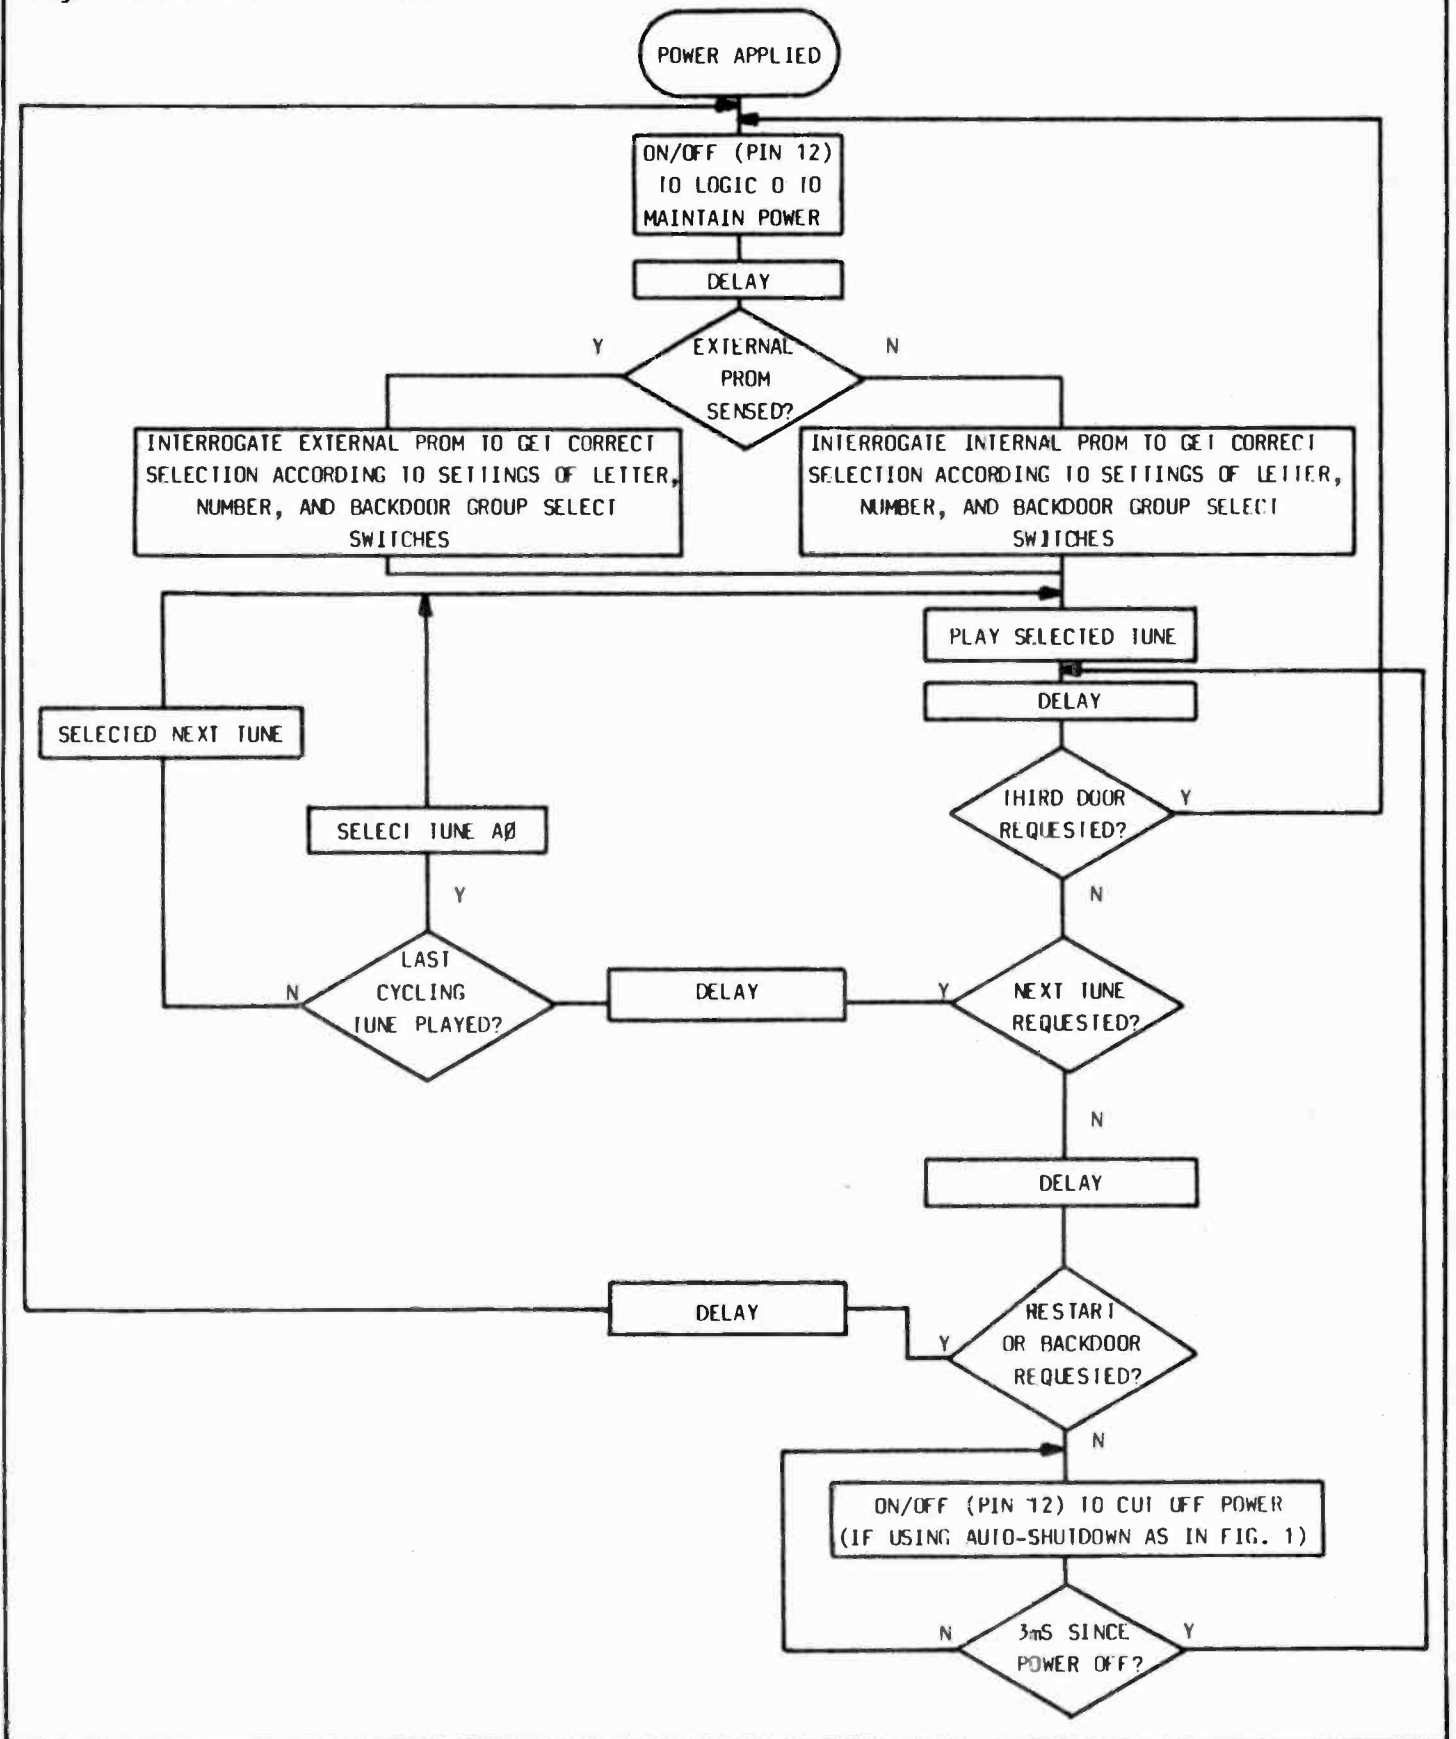 POWER APPLIED
ON/OFF (PIN 12)
TO LOGIC 0 TO
MAINTAIN POWER
DELAY
Y
N
EXTERNAL
PROM
SENSED?
INTERROGATE EXTERNAL PROM TO GET CORRECT
SELECTION ACCORDING TO SETTINGS OF LETTER,
NUMBER, AND BACKDOOR GROUP SELECT
SWITCHES
INTERROGATE INTERNAL PROM TO GET CORRECT
SELECTION ACCORDING TO SETTINGS OF LETTER,
NUMBER, AND BACKDOOR GROUP SELECT
SWITCHES
PLAY SELECTED TUNE
DELAY
SELECTED NEXT TUNE
THIRD DOOR
REQUESTED?
Y
SELECT TUNE AØ
Y
N
LAST
CYCLING
TUNE PLAYED?
N
DELAY
Y
NEXT TUNE
REQUESTED?
N
DELAY
DELAY
Y
RESTART
OR BACKDOOR
REQUESTED?
N
ON/OFF (PIN 12) TO CUT OFF POWER
(IF USING AUTO-SHUTDOWN AS IN FIG. 1)
N
3mS SINCE
POWER OFF?
Y